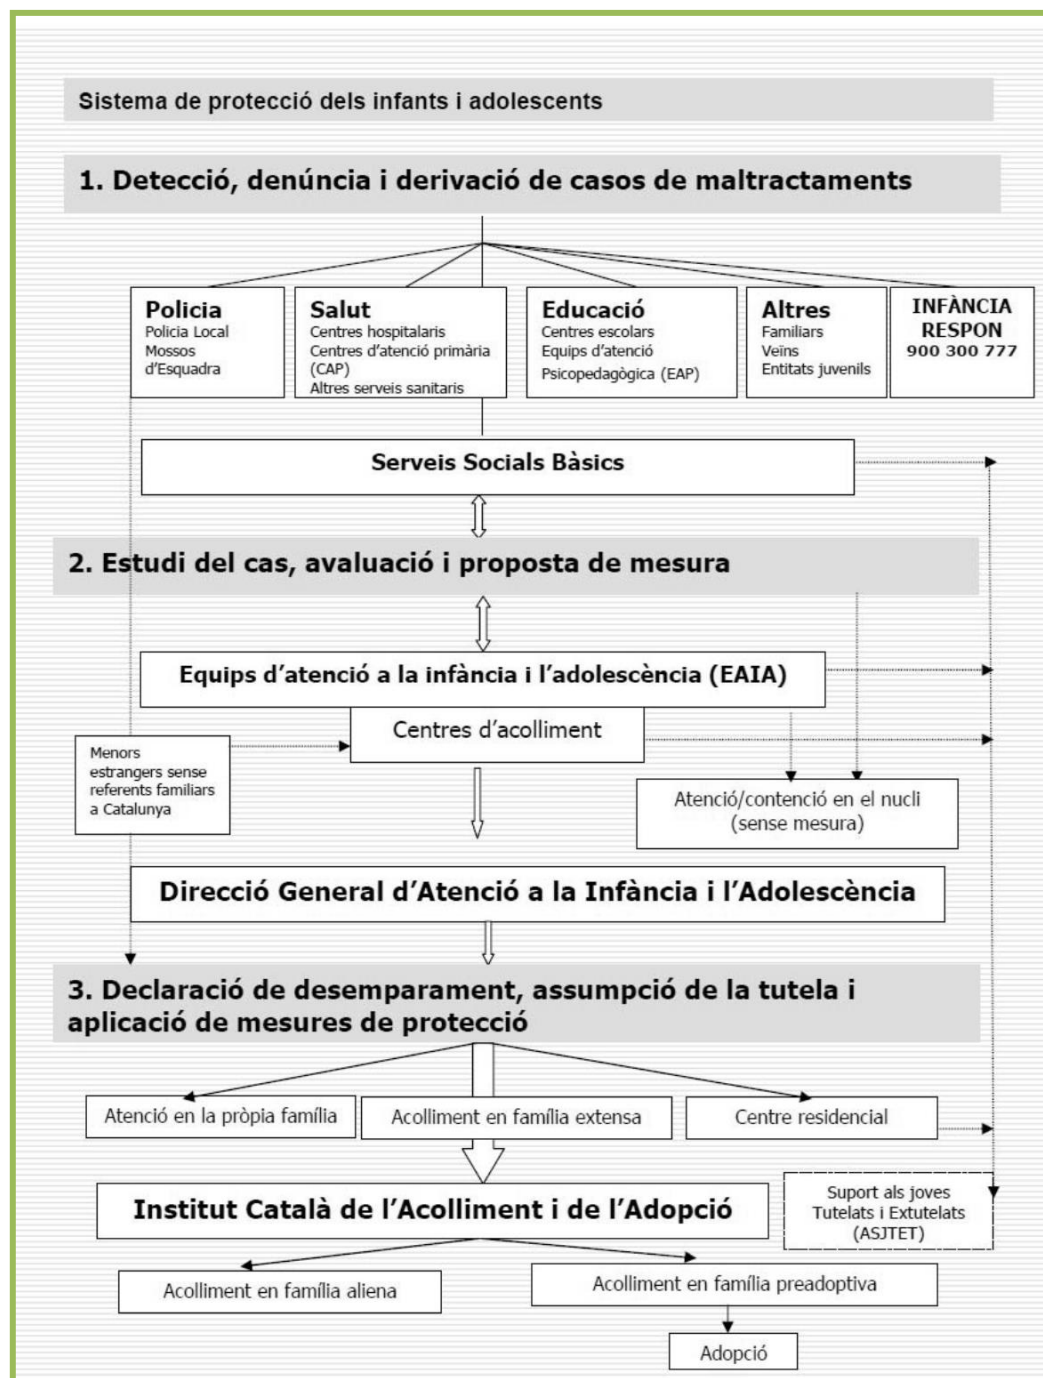 Sistema de protecció dels infants i adolescents
1. Detecció, denúncia i derivació de casos de maltractaments
Policia
Policia Local
Mossos
d'Esquadra
Salut
Centres hospitalaris
Centres d'atenció primària
(CAP)
Altres serveis sanitaris
Educació
Centres escolars
Equips d'atenció
Psicopedagògica (EAP)
Altres
Familiars
Veïns
Entitats juvenils
INFÀNCIA
RESPON
900 300 777
Serveis Socials Bàsics
2. Estudi del cas, avaluació i proposta de mesura
Equips d'atenció a la infància i l'adolescència (EAIA)
Centres d'acolliment
Menors
estrangers sense
referents familiars
a Catalunya
Atenció/contenció en el nucli
(sense mesura)
Direcció General d'Atenció a la Infància i l'Adolescència
3. Declaració de desemparament, assumpció de la tutela i
aplicació de mesures de protecció
Atenció en la pròpia família
Acolliment en família extensa
Centre residencial
Institut Català de l'Acolliment i de l'Adopció
Suport als joves
Tutelats i Extutelats
(ASJTET)
Acolliment en família aliena
Acolliment en família preadoptiva
Adopció